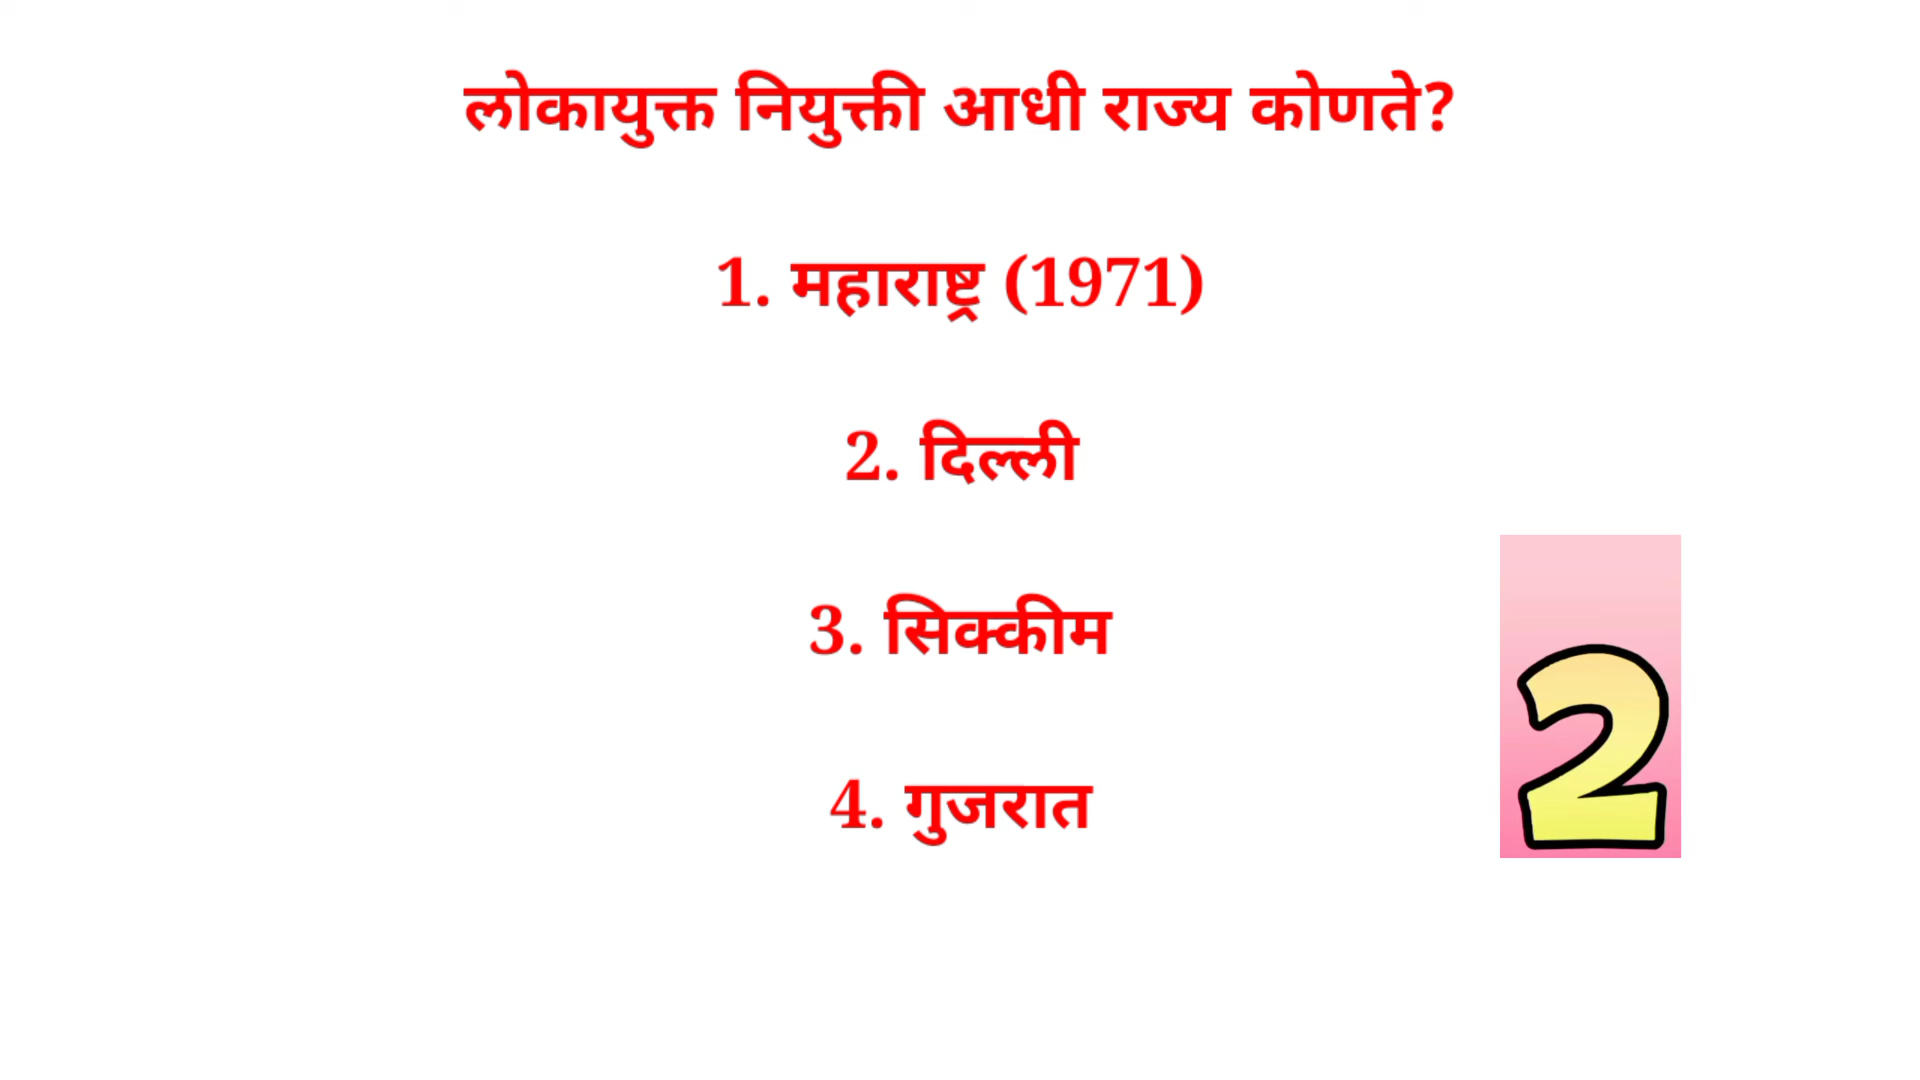 लोकायुक्त नियुक्ती आधी राज्य कोणते?
1. महाराष्ट्र (1971)
2. दिल्ली
3. सिक्कीम
4. गुजरात
2